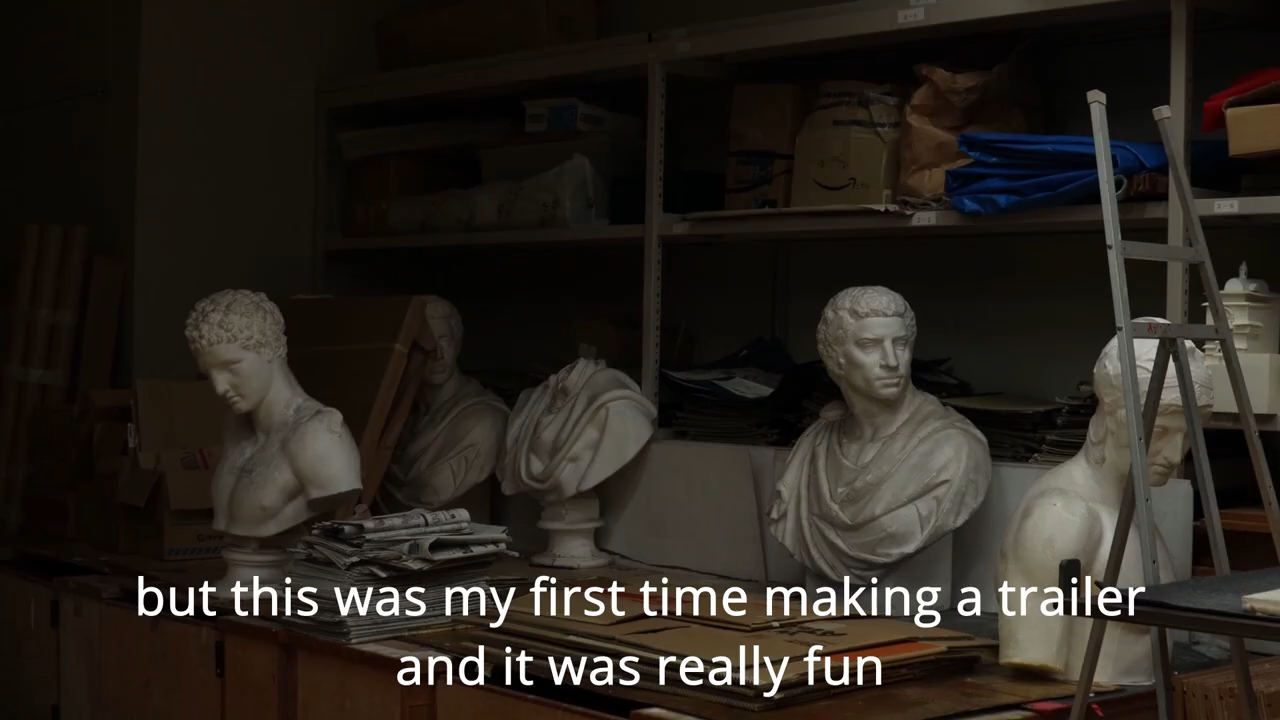 but this was my first time making a trailer
and it was really fun